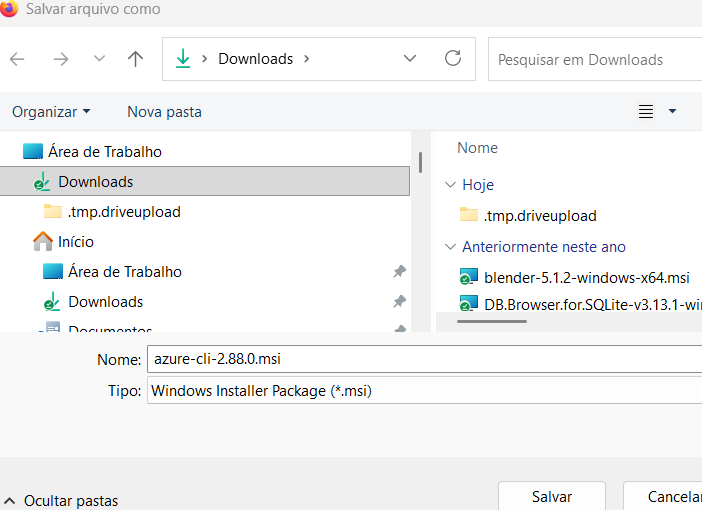 Salvar arquivo como
Downloads
Pesquisar em Downloads
Organizar
Nova pasta
Área de Trabalho
Downloads
.tmp.driveupload
Início
Área de Trabalho
Downloads
Documentos
Nome
Hoje
.tmp.driveupload
Anteriormente neste ano
blender-5.1.2-windows-x64.msi
DB.Browser.for.SQLite-v3.13.1-win
Nome: azure-cli-2.88.0.msi
Tipo: Windows Installer Package (*.msi)
Ocultar pastas
Salvar
Cancelar